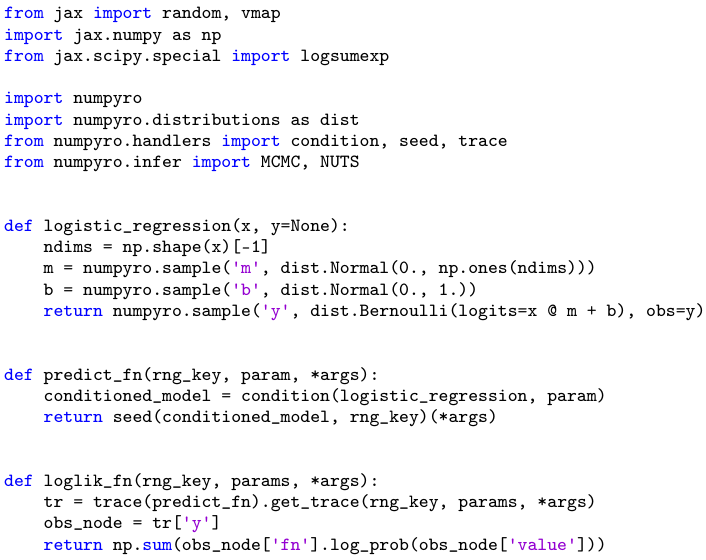 from jax import random, vmap
import jax.numpy as np
from jax.scipy.special import logsumexp

import numpyro
import numpyro.distributions as dist
from numpyro.handlers import condition, seed, trace
from numpyro.infer import MCMC, NUTS


def logistic_regression(x, y=None):
    ndims = np.shape(x)[-1]
    m = numpyro.sample('m', dist.Normal(0., np.ones(ndims)))
    b = numpyro.sample('b', dist.Normal(0., 1.))
    return numpyro.sample('y', dist.Bernoulli(logits=x @ m + b), obs=y)


def predict_fn(rng_key, param, *args):
    conditioned_model = condition(logistic_regression, param)
    return seed(conditioned_model, rng_key)(*args)


def loglik_fn(rng_key, params, *args):
    tr = trace(predict_fn).get_trace(rng_key, params, *args)
    obs_node = tr['y']
    return np.sum(obs_node['fn'].log_prob(obs_node['value']))